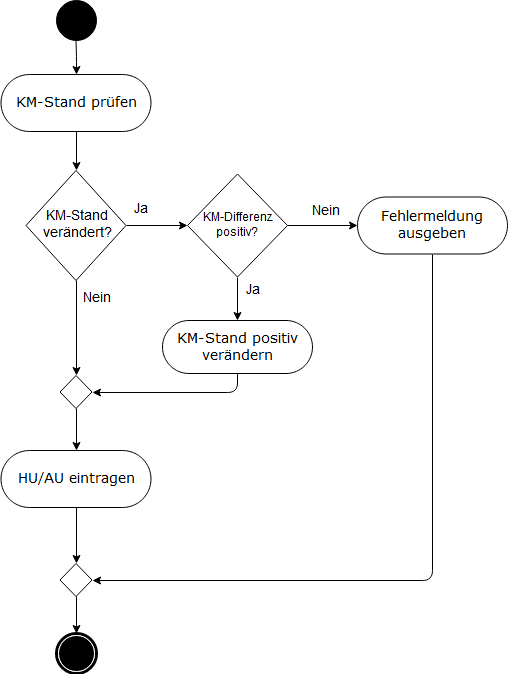 KM-Stand prüfen
KM-Stand
verändert?
Ja
KM-Differenz
positiv?
Nein
Fehlermeldung
ausgeben
Nein
Ja
KM-Stand positiv
verändern
HU/AU eintragen